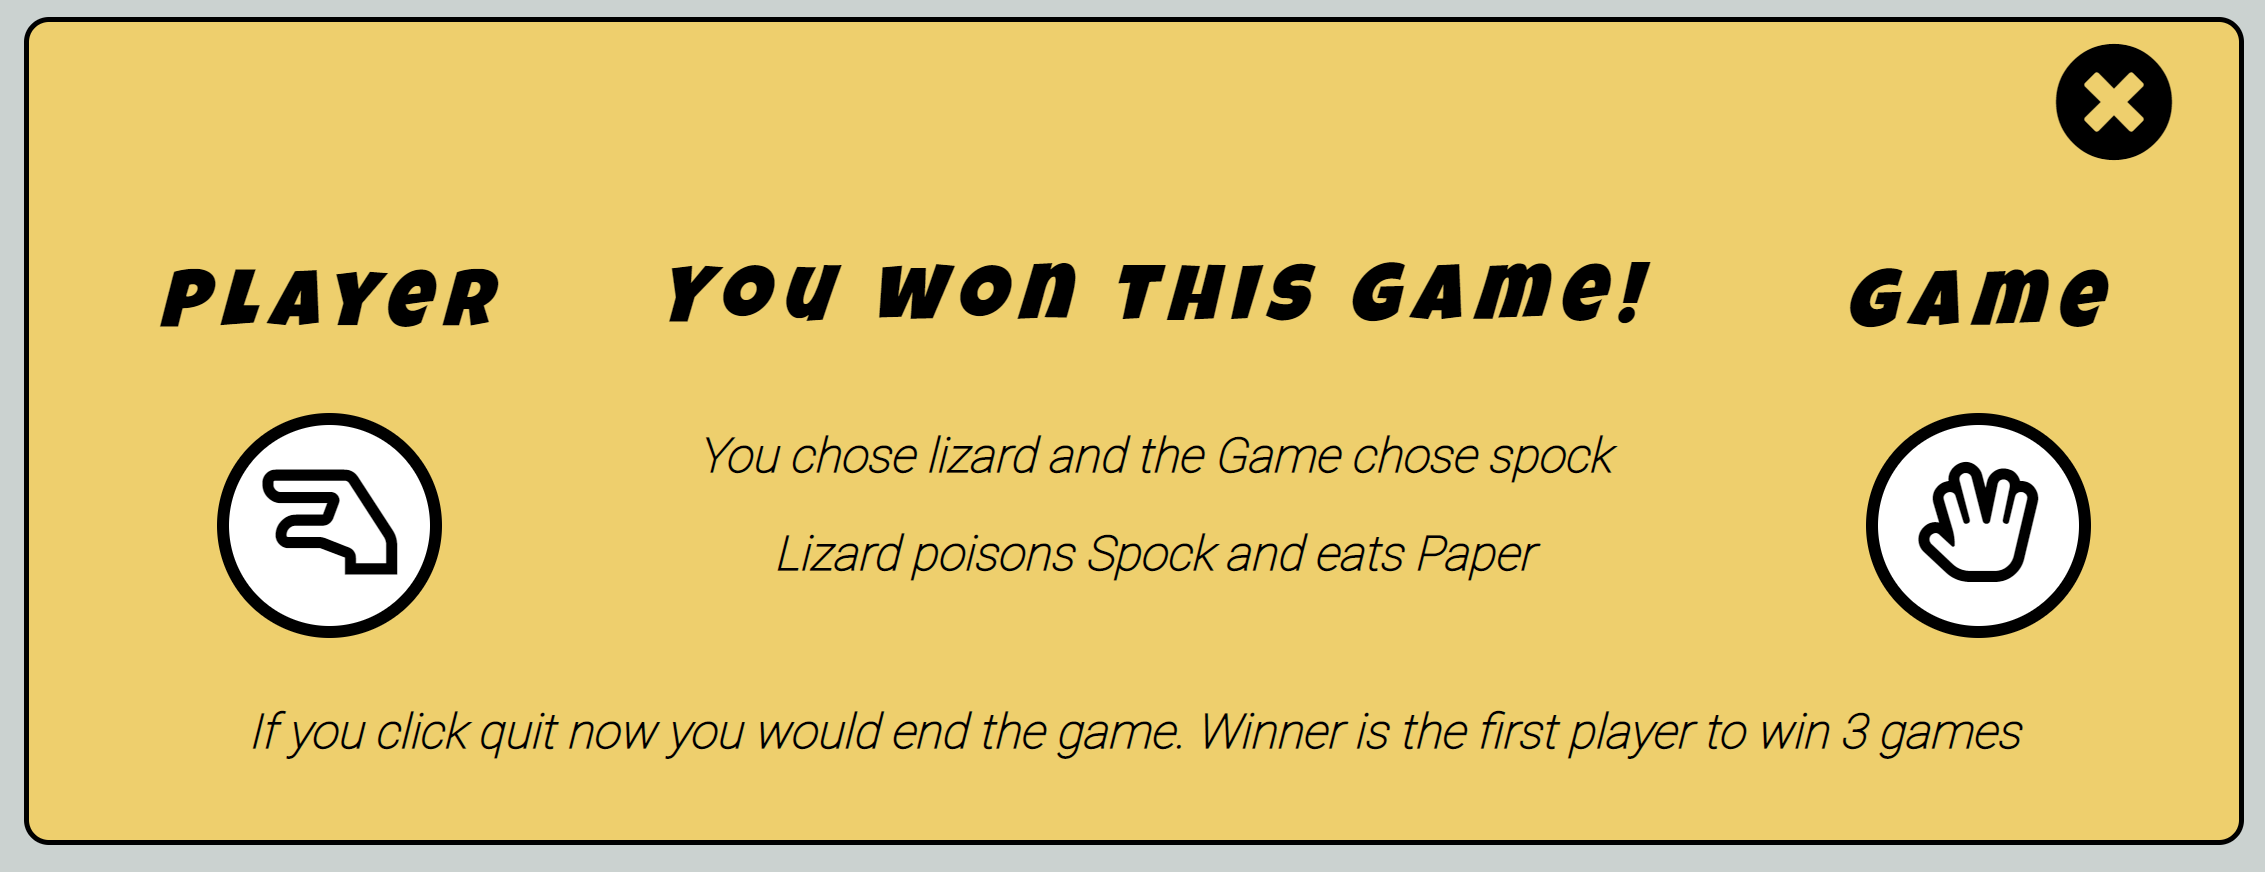 PLAYER
YOU WON THIS GAME!
GAME
You chose lizard and the Game chose spock
Lizard poisons Spock and eats Paper
If you click quit now you would end the game. Winner is the first player to win 3 games